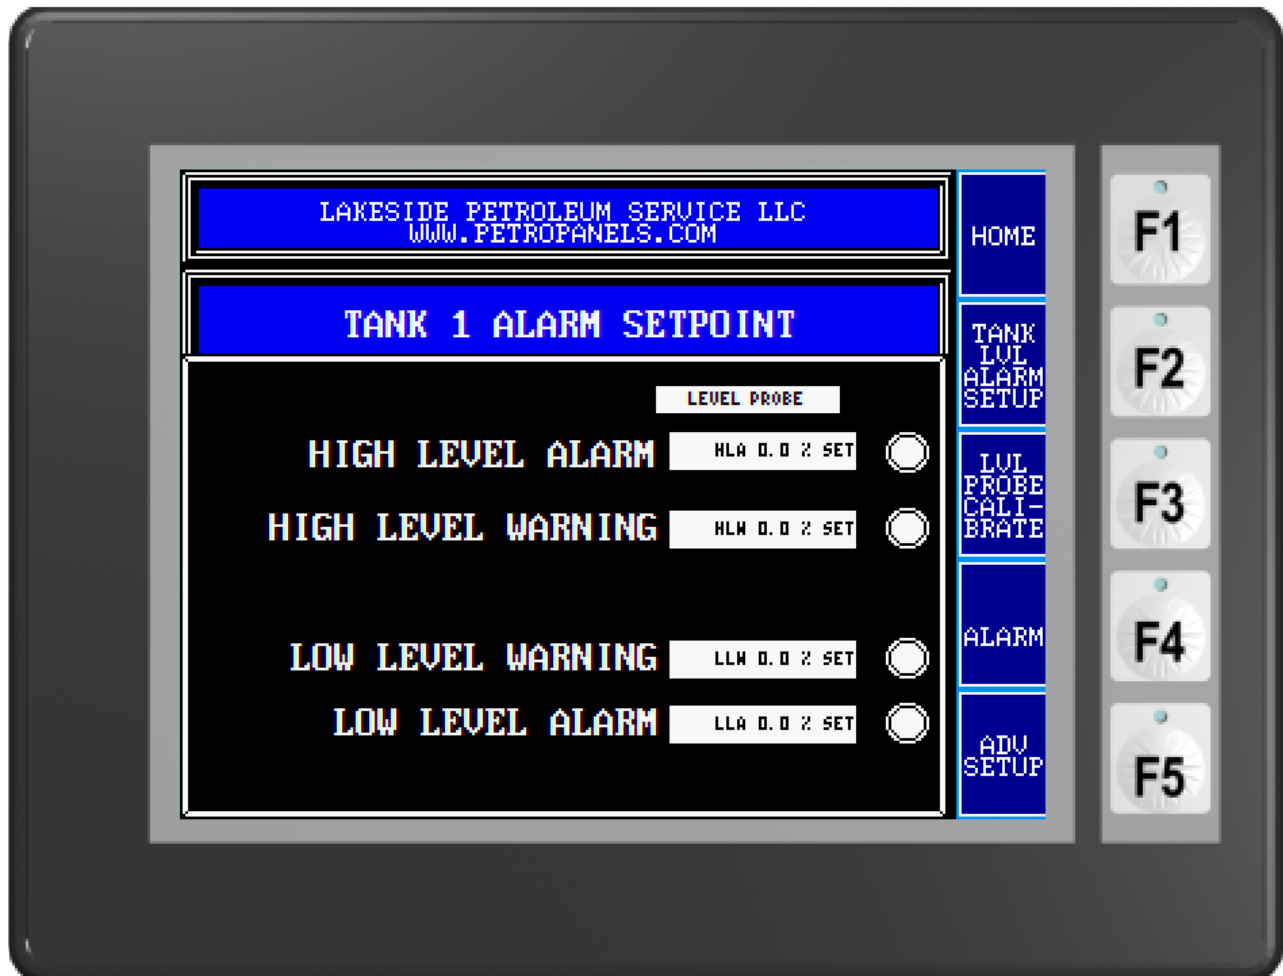 LAKESIDE PETROLEUM SERVICE LLC
WWW.PETROPANELS.COM
TANK 1 ALARM SETPOINT
LEVEL PROBE
HIGH LEVEL ALARM HLA 0.0 % SET
HIGH LEVEL WARNING HLW 0.0 % SET
LOW LEVEL WARNING LLW 0.0 % SET
LOW LEVEL ALARM LLA 0.0 % SET
HOME
TANK
LVL
ALARM
SETUP
LVL
PROBE
CALI-
BRATE
ALARM
ADV
SETUP
F1
F2
F3
F4
F5